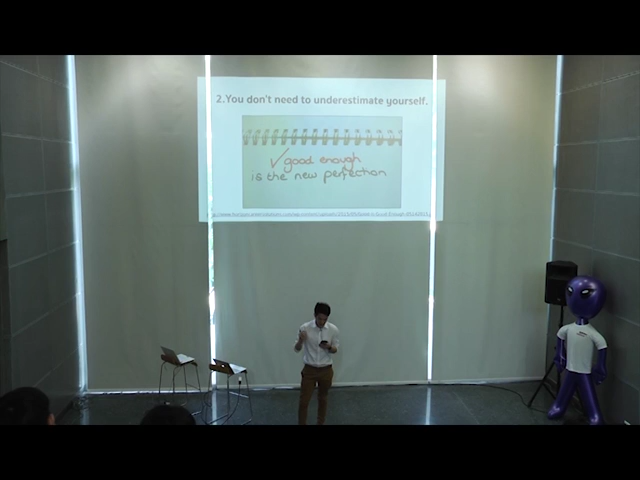 2.You don't need to underestimate yourself.
✓good enough
is the new perfection